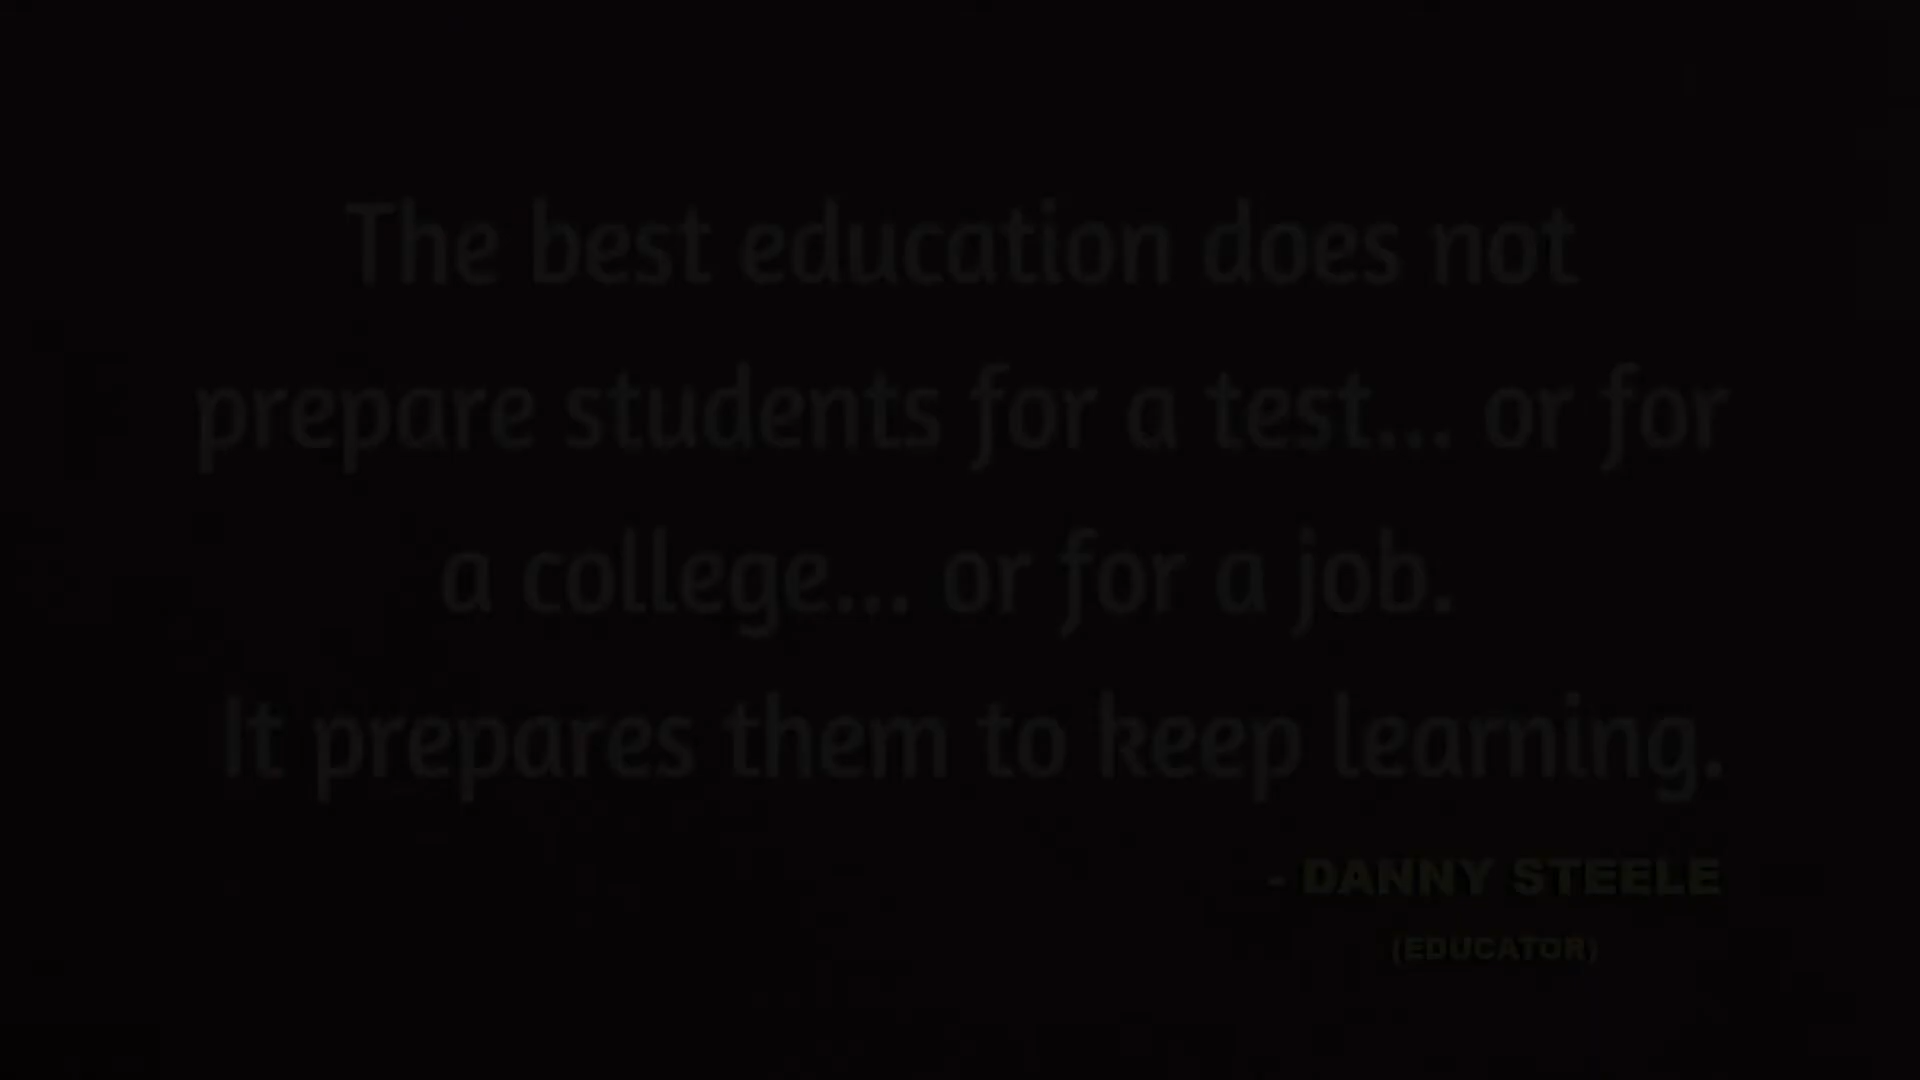 The best education does not
prepare students for a test... or for
a college... or for a job.
It prepares them to keep learning.
- DANNY STEELE
(EDUCATOR)